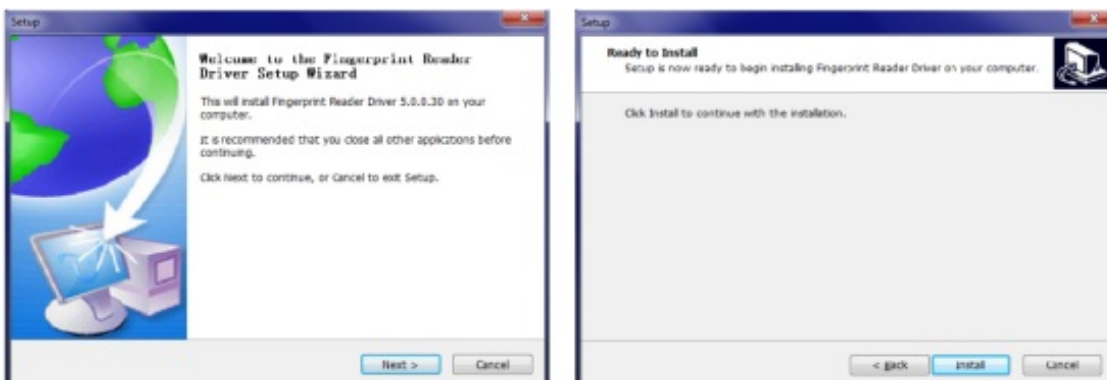 Setup
Welcome to the Fingerprint Reader
Driver Setup Wizard
This will install Fingerprint Reader Driver 5.0.0.30 on your
computer.
It is recommended that you close all other applications before
continuing.
Click Next to continue, or Cancel to exit Setup.
Next >
Cancel
Setup
Ready to Install
Setup is now ready to begin installing Fingerprint Reader Driver on your computer.
Click Install to continue with the installation.
< Back
Install
Cancel